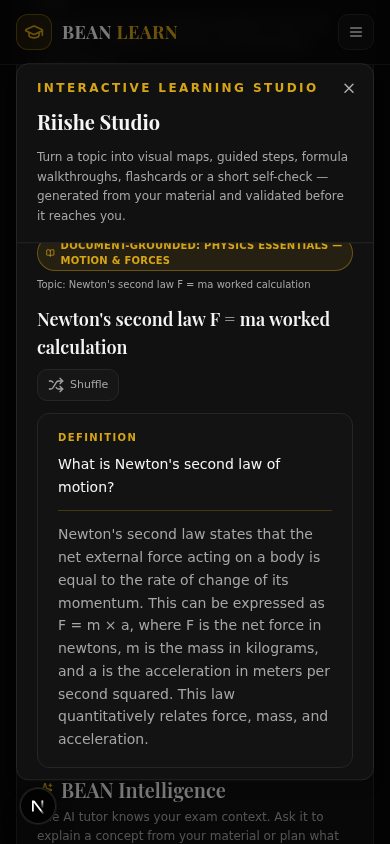 BEAN LEARN
INTERACTIVE LEARNING STUDIO
Riishe Studio
Turn a topic into visual maps, guided steps, formula
walkthroughs, flashcards or a short self-check —
generated from your material and validated before
it reaches you.
DOCUMENT-GROUNDED: PHYSICS ESSENTIALS —
MOTION & FORCES
Topic: Newton's second law F = ma worked calculation
Newton's second law F = ma worked
calculation
Shuffle
DEFINITION
What is Newton's second law of
motion?
Newton's second law states that the
net external force acting on a body is
equal to the rate of change of its
momentum. This can be expressed as
F = m × a, where F is the net force in
newtons, m is the mass in kilograms,
and a is the acceleration in meters per
second squared. This law
quantitatively relates force, mass, and
acceleration.
BEAN Intelligence
N
AI tutor knows your exam context. Ask it to
explain a concept from your material or plan what